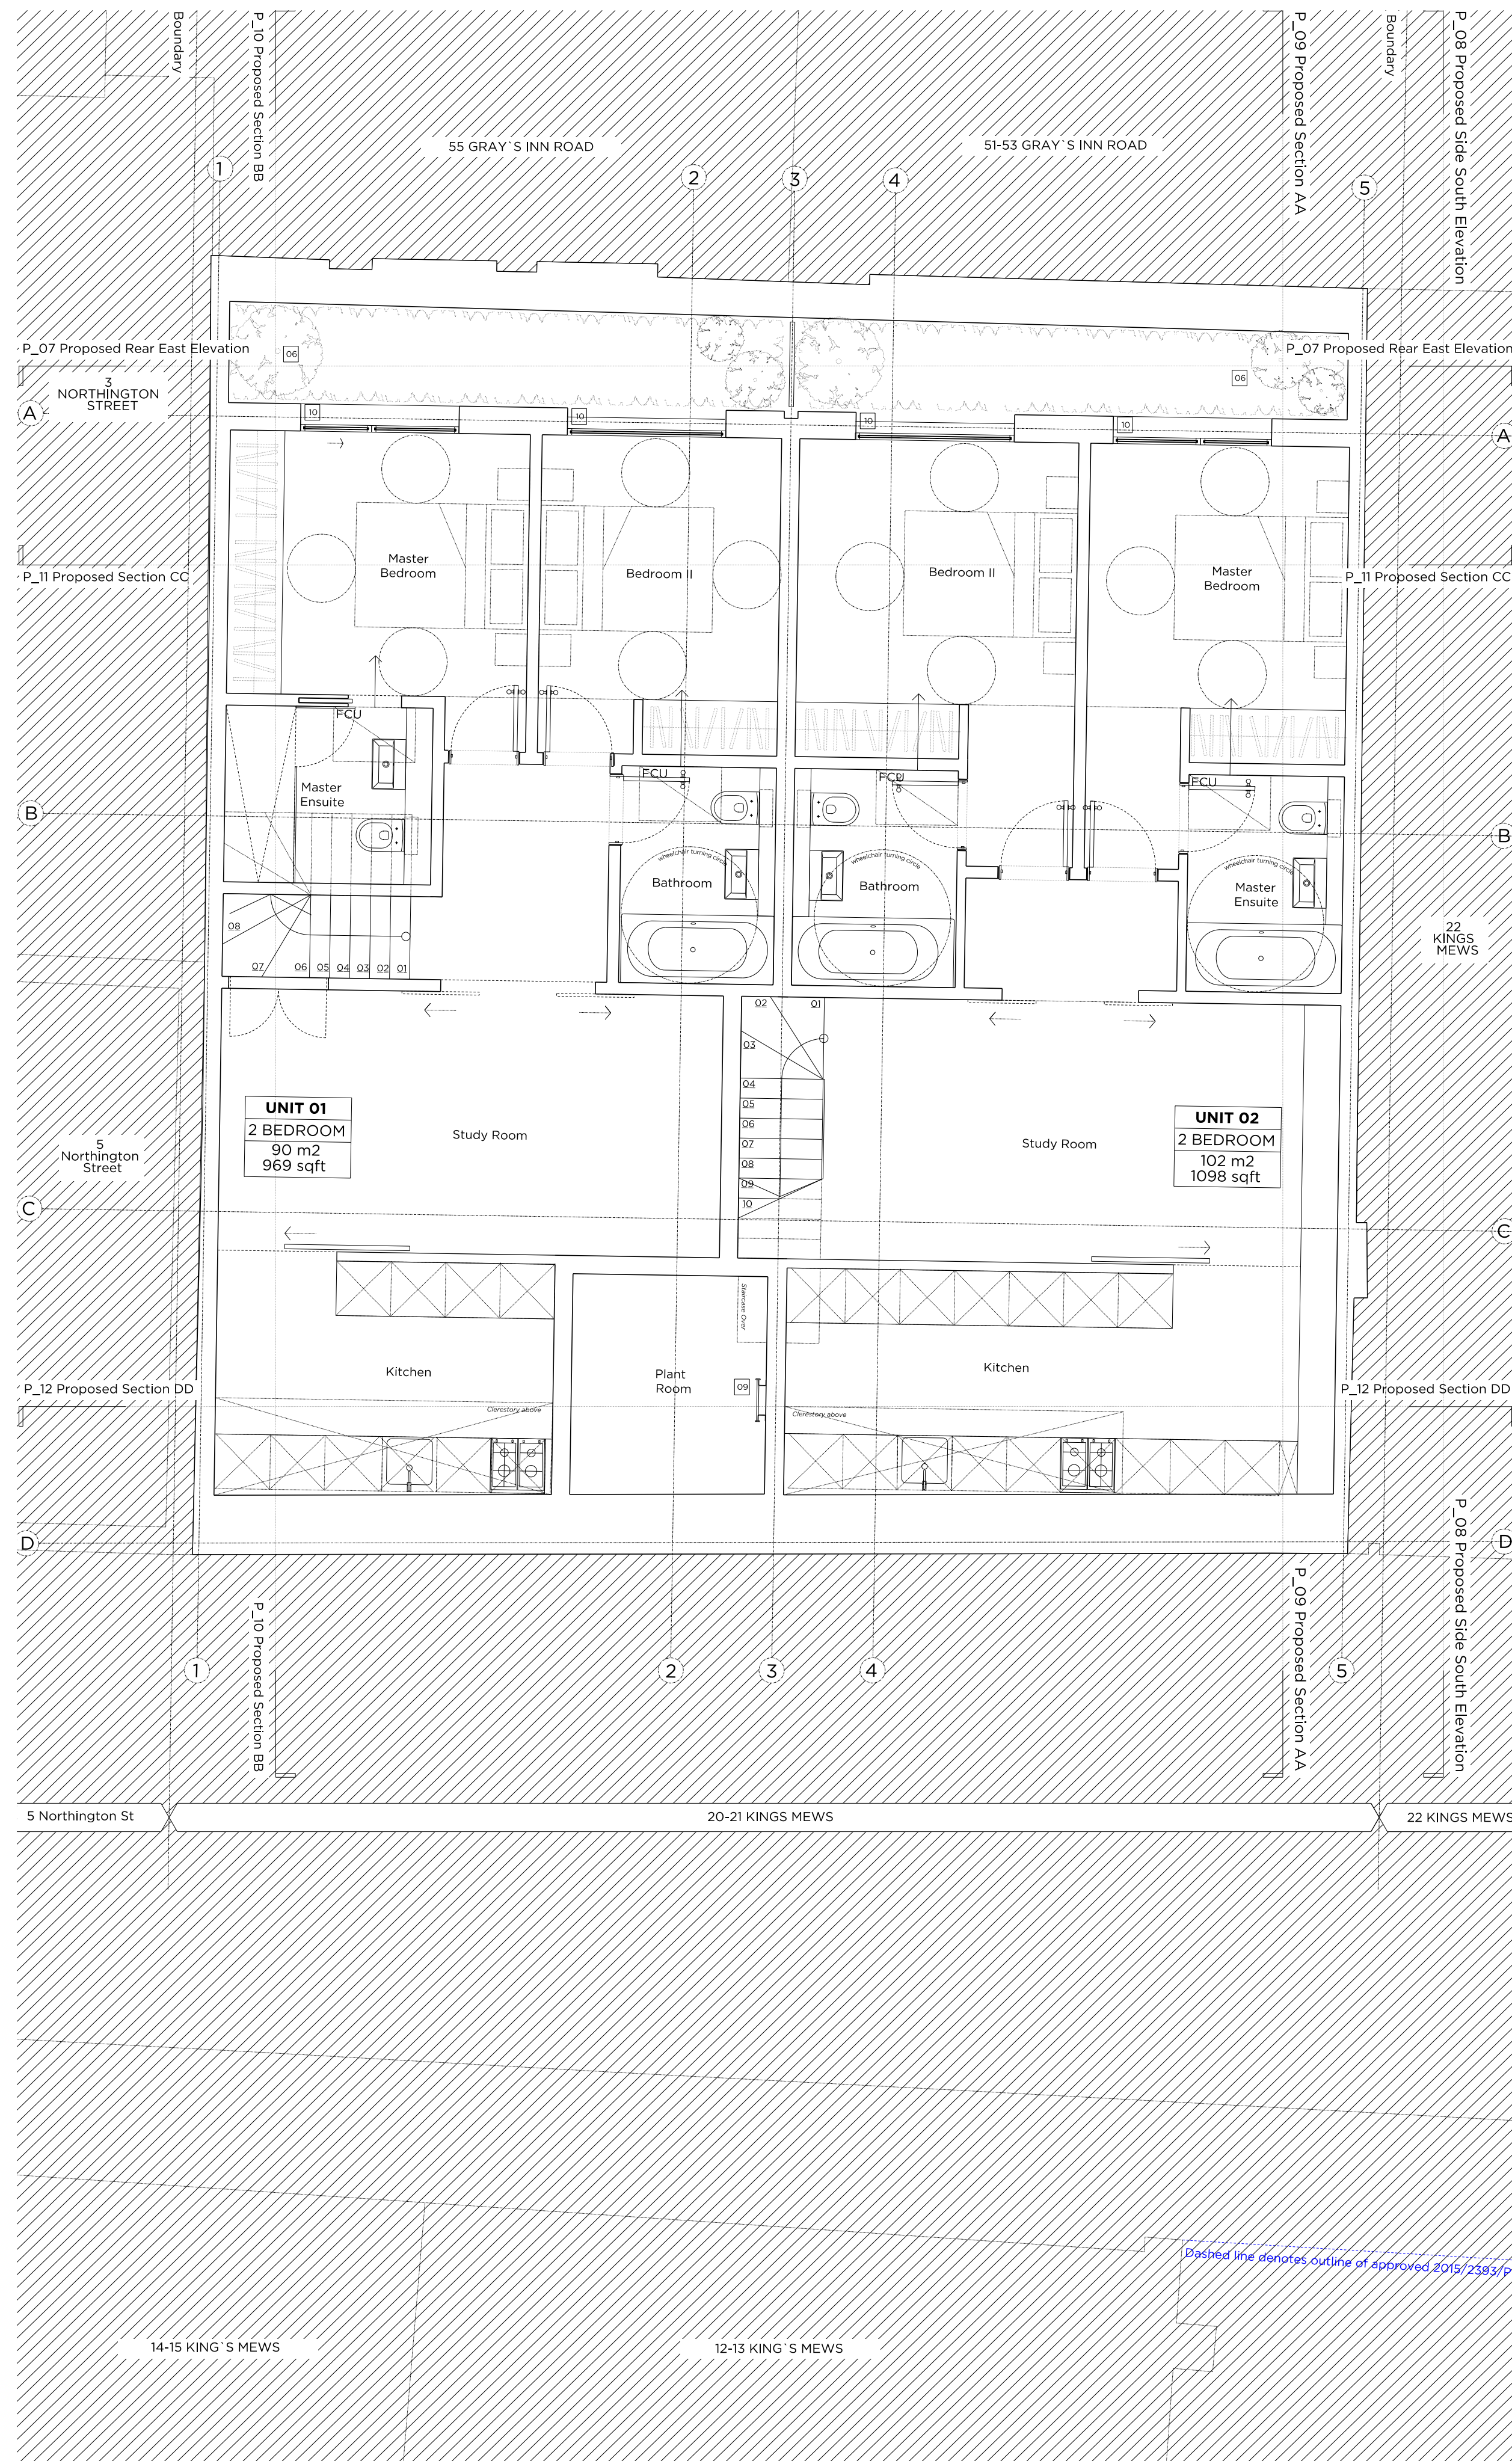 Boundary
P_10 Proposed Section BB
P_09 Proposed Section AA
Boundary
P_08 Proposed Side South Elevation
55 GRAY`S INN ROAD
51-53 GRAY`S INN ROAD
1
2
3
4
5
P_07 Proposed Rear East Elevation
06
06
P_07 Proposed Rear East Elevation
3
NORTHINGTON
STREET
A
10
10
10
10
A
Master
Bedroom
Bedroom II
Bedroom II
Master
Bedroom
P_11 Proposed Section CC
P_11 Proposed Section CC
FCU
FCU
FCU
FCU
Master
Ensuite
B
B
wheelchair turning circle
wheelchair turning circle
wheelchair turning circle
Bathroom
Bathroom
Master
Ensuite
08
07
06
05
04
03
02
01
22
KINGS
MEWS
02
01
03
04
05
06
07
08
09
10
UNIT 01
2 BEDROOM
90 m2
969 sqft
Study Room
Study Room
UNIT 02
2 BEDROOM
102 m2
1098 sqft
5
Northington
Street
C
C
Staircase Over
Kitchen
Plant
Room
09
Kitchen
P_12 Proposed Section DD
P_12 Proposed Section DD
Clerestory above
Clerestory above
D
D
P_10 Proposed Section BB
P_09 Proposed Section AA
P_08 Proposed Side South Elevation
1
2
3
4
5
5 Northington St
20-21 KINGS MEWS
22 KINGS MEWS
Dashed line denotes outline of approved 2015/2393/P
14-15 KING`S MEWS
12-13 KING`S MEWS